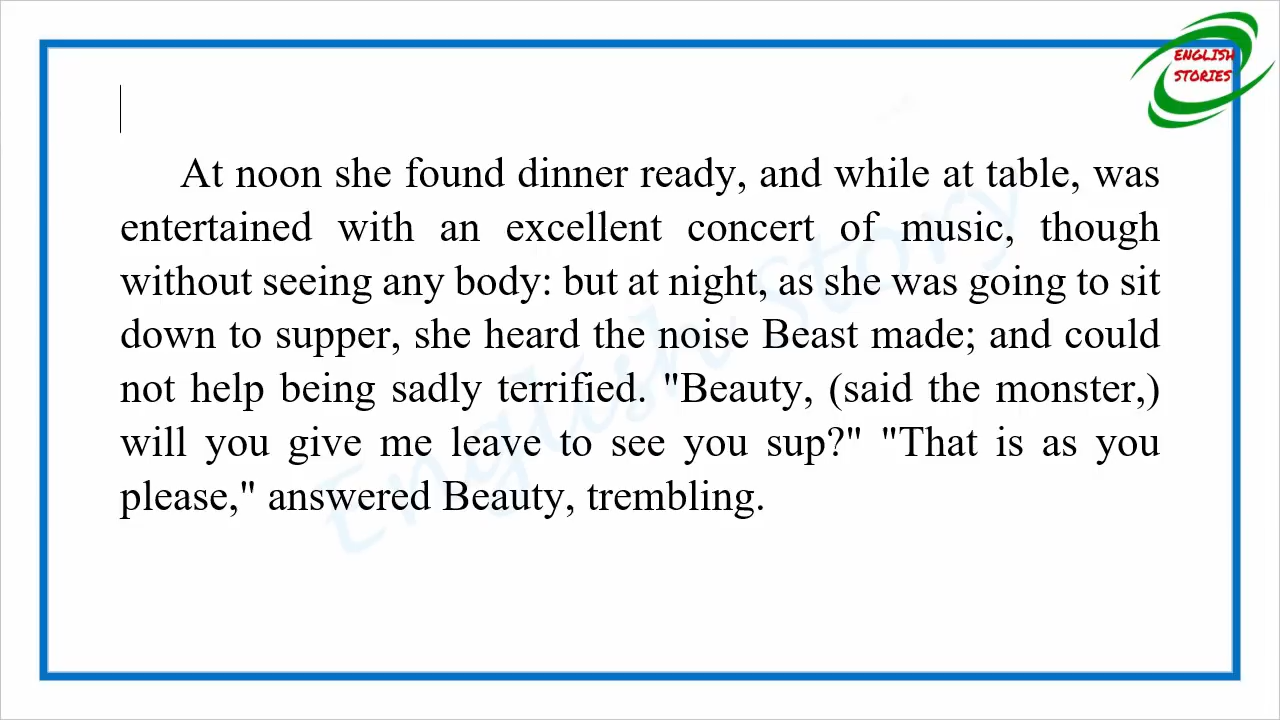 ENGLISH
STORIES
At noon she found dinner ready, and while at table, was
entertained with an excellent concert of music, though
without seeing any body: but at night, as she was going to sit
down to supper, she heard the noise Beast made; and could
not help being sadly terrified. "Beauty, (said the monster,)
will you give me leave to see you sup?" "That is as you
please," answered Beauty, trembling.
English Story